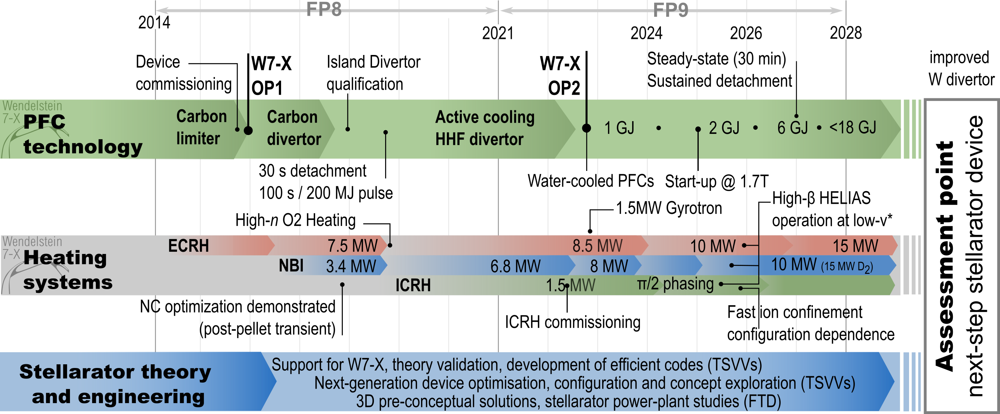 FP8
FP9
2014
2021
2024
2026
2028
Device
commissioning
W7-X
OP1
Island Divertor
qualification
W7-X
OP2
Steady-state (30 min)
Sustained detachment
improved
W divertor
Wendelstein
7-X
PFC
technology
Carbon
limiter
Carbon
divertor
Active cooling
HHF divertor
1 GJ
2 GJ
6 GJ
<18 GJ
30 s detachment
100 s / 200 MJ pulse
Water-cooled PFCs
Start-up @ 1.7T
High-n O2 Heating
1.5MW Gyrotron
High-β HELIAS
operation at low-ν*
Wendelstein
7-X
Heating
systems
ECRH
7.5 MW
8.5 MW
10 MW
15 MW
NBI
3.4 MW
6.8 MW
8 MW
10 MW (15 MW D2)
ICRH
1.5 MW
π/2 phasing
NC optimization demonstrated
(post-pellet transient)
ICRH commissioning
Fast ion confinement
configuration dependence
Stellarator theory
and engineering
Support for W7-X, theory validation, development of efficient codes (TSVVs)
Next-generation device optimisation, configuration and concept exploration (TSVVs)
3D pre-conceptual solutions, stellarator power-plant studies (FTD)
Assessment point
next-step stellarator device